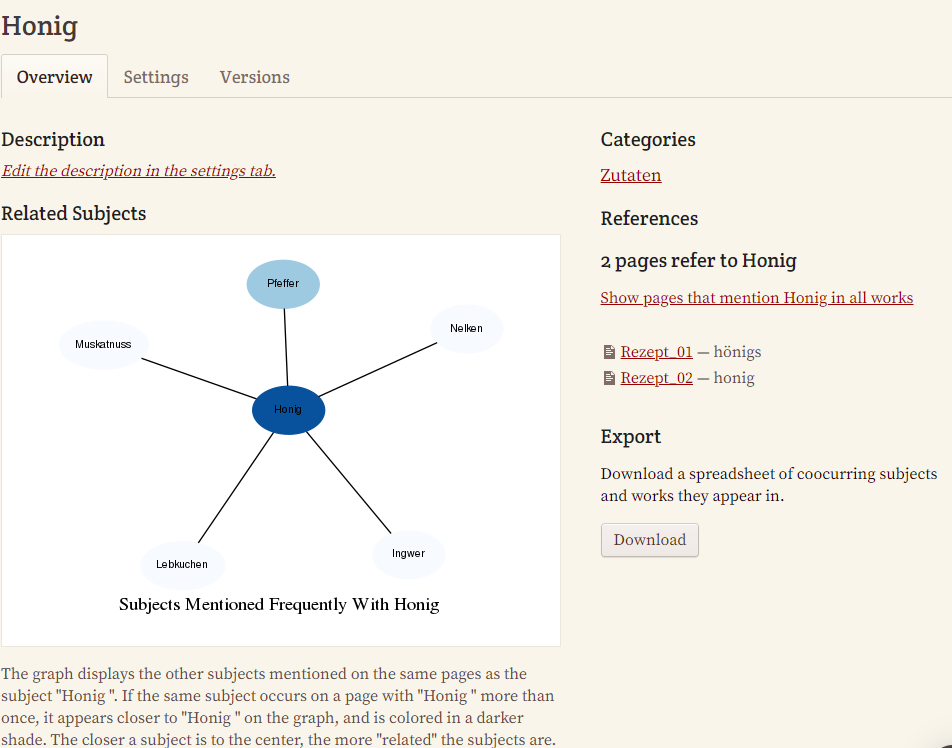 Honig
Overview
Settings
Versions
Description
Edit the description in the settings tab.
Related Subjects
Pfeffer
Nelken
Muskatnuss
Honig
Ingwer
Lebkuchen
Subjects Mentioned Frequently With Honig
The graph displays the other subjects mentioned on the same pages as the
subject "Honig ". If the same subject occurs on a page with "Honig " more than
once, it appears closer to "Honig " on the graph, and is colored in a darker
shade. The closer a subject is to the center, the more "related" the subjects are.
Categories
Zutaten
References
2 pages refer to Honig
Show pages that mention Honig in all works
Rezept_01 — hönigs
Rezept_02 — honig
Export
Download a spreadsheet of coocurring subjects
and works they appear in.
Download